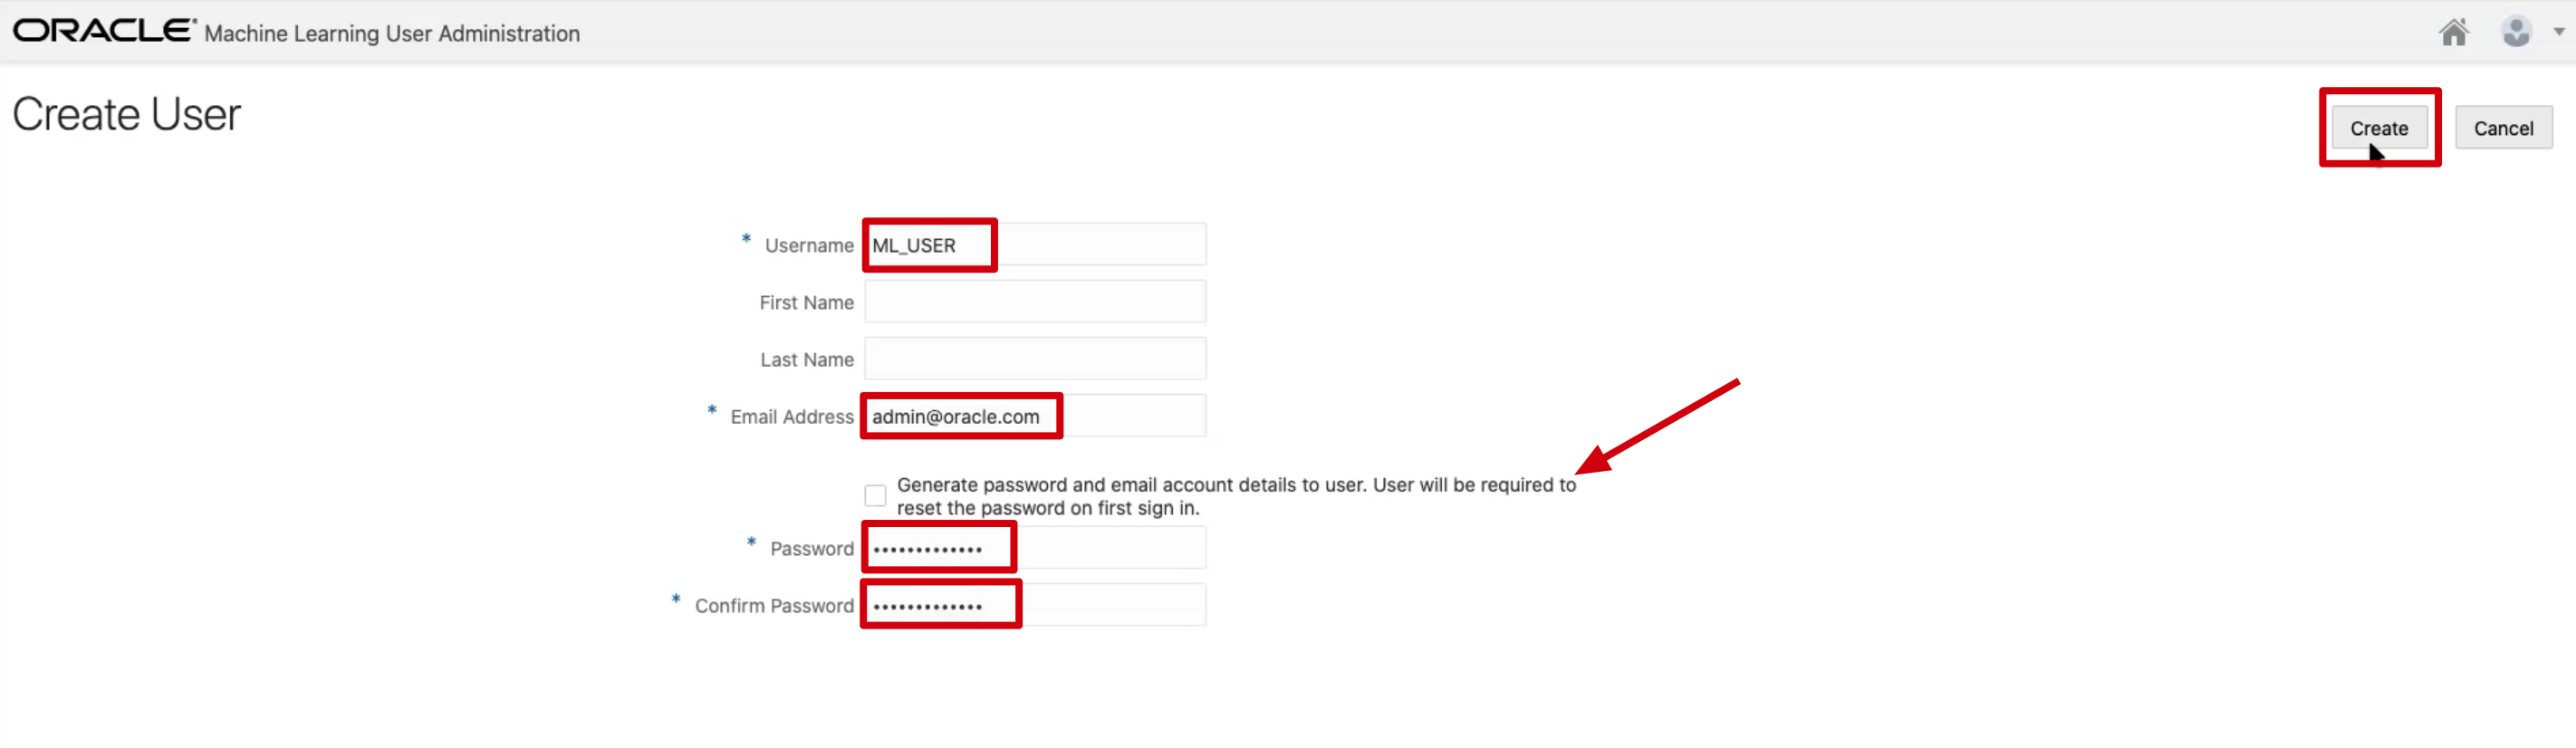 ORACLE Machine Learning User Administration
Create User
Create
Cancel
* Username ML_USER
First Name
Last Name
* Email Address admin@oracle.com
Generate password and email account details to user. User will be required to
reset the password on first sign in.
* Password •••••••••••••
* Confirm Password •••••••••••••